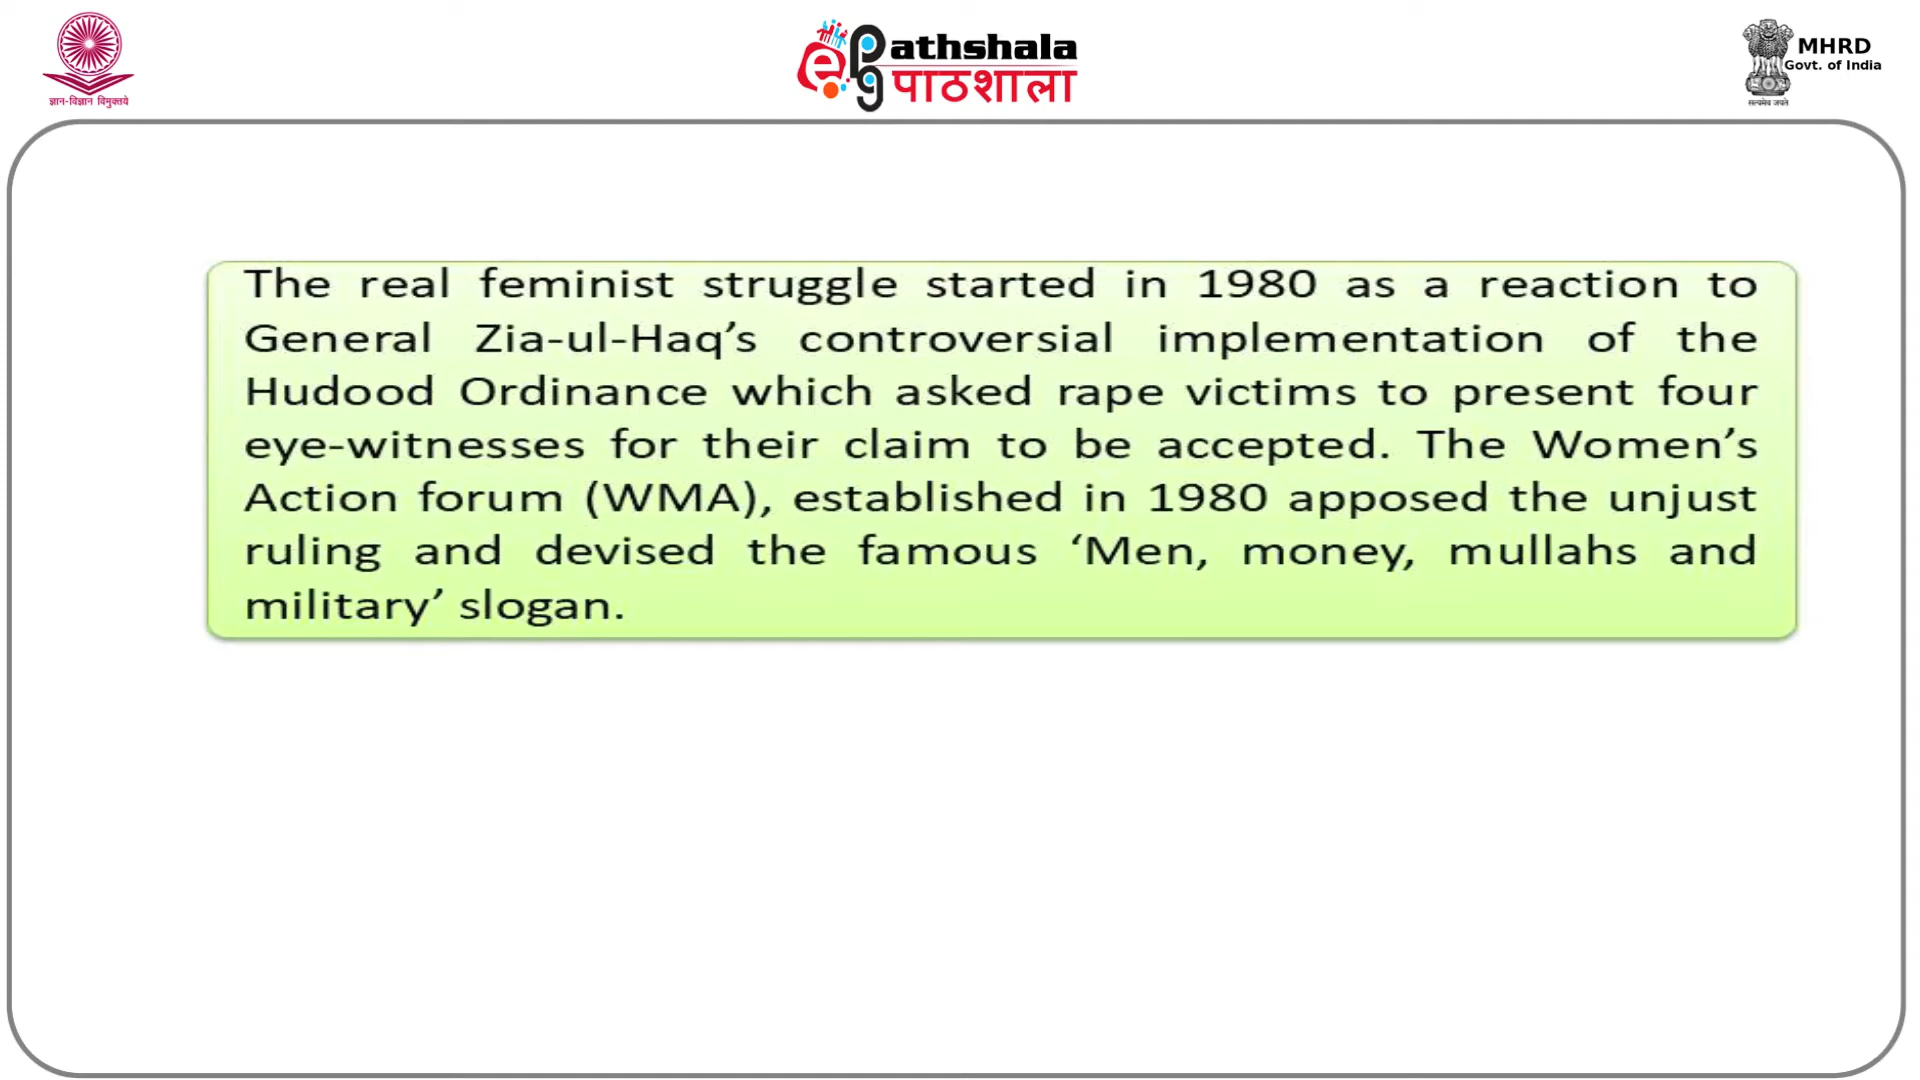 ज्ञान-विज्ञान विमुक्तये
ePG Pathshala
पाठशाला
MHRD
Govt. of India
सत्यमेव जयते
The real feminist struggle started in 1980 as a reaction to
General Zia-ul-Haq’s controversial implementation of the
Hudood Ordinance which asked rape victims to present four
eye-witnesses for their claim to be accepted. The Women’s
Action forum (WMA), established in 1980 apposed the unjust
ruling and devised the famous ‘Men, money, mullahs and
military’ slogan.